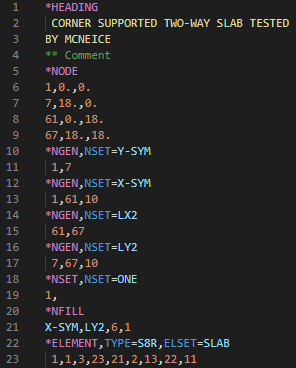 1 *HEADING
2 CORNER SUPPORTED TWO-WAY SLAB TESTED
3 BY MCNEICE
4 ** Comment
5 *NODE
6 1,0.,0.
7 7,18.,0.
8 61,0.,18.
9 67,18.,18.
10 *NGEN,NSET=Y-SYM
11 1,7
12 *NGEN,NSET=X-SYM
13 1,61,10
14 *NGEN,NSET=LX2
15 61,67
16 *NGEN,NSET=LY2
17 7,67,10
18 *NSET,NSET=ONE
19 1,
20 *NFILL
21 X-SYM,LY2,6,1
22 *ELEMENT,TYPE=S8R,ELSET=SLAB
23 1,1,3,23,21,2,13,22,11